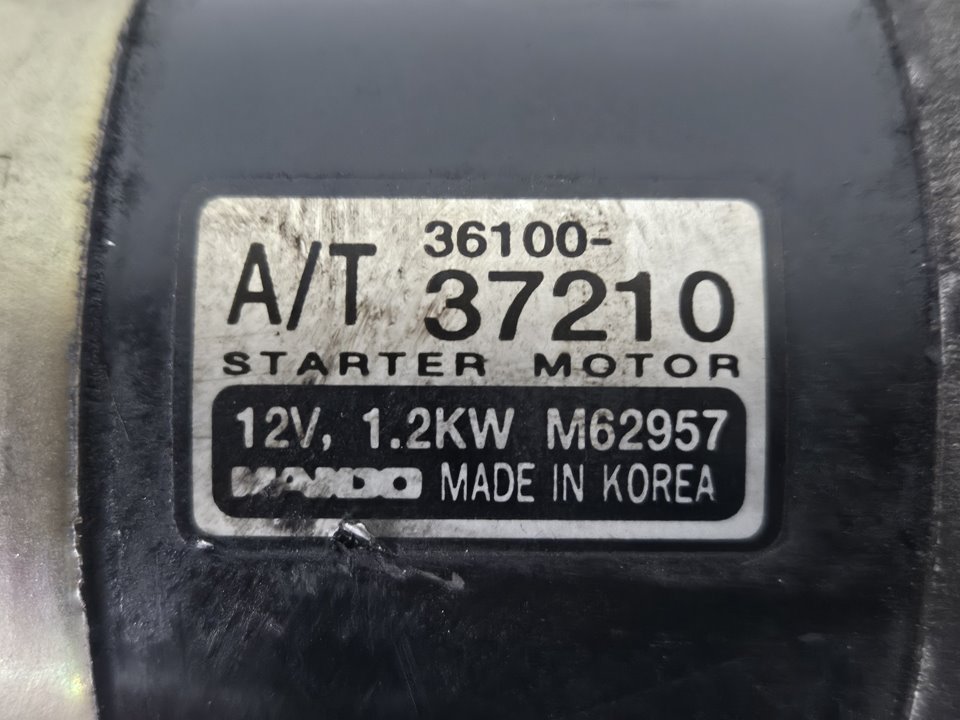 36100-
A/T 37210
STARTER MOTOR
12V, 1.2KW M62957
MANDO MADE IN KOREA